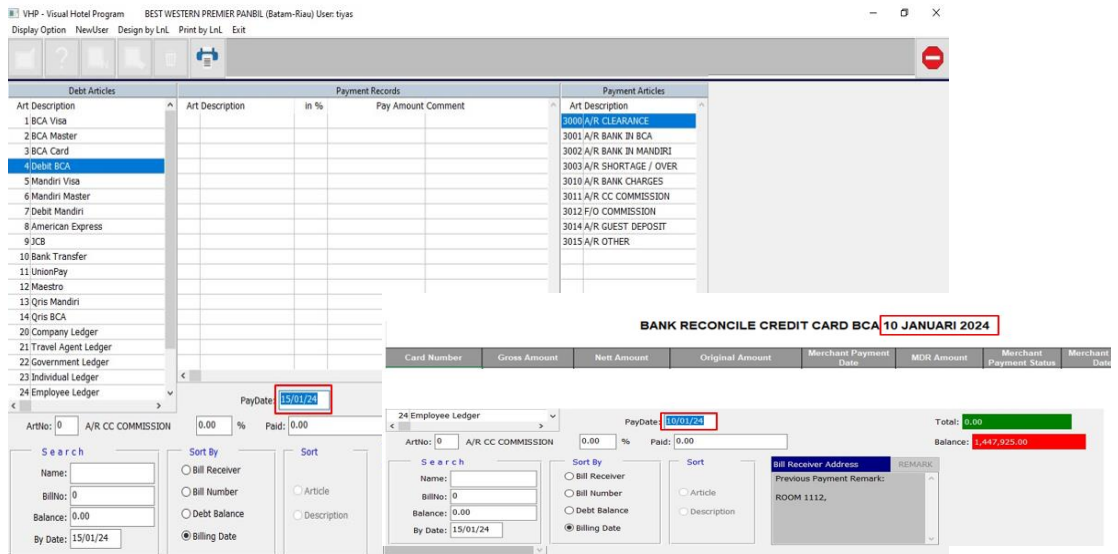 VHP - Visual Hotel Program BEST WESTERN PREMIER PANBIL (Batam-Riau) User: tiyas
Display Option NewUser Design by LnL Print by LnL Exit
Debt Articles Payment Records Payment Articles
Art Description Art Description in % Pay Amount Comment Art Description
1 BCA Visa 3000 A/R CLEARANCE
2 BCA Master 3001 A/R BANK IN BCA
3 BCA Card 3002 A/R BANK IN MANDIRI
4 Debit BCA 3003 A/R SHORTAGE / OVER
5 Mandiri Visa 3010 A/R BANK CHARGES
6 Mandiri Master 3011 A/R CC COMMISSION
7 Debit Mandiri 3012 F/O COMMISSION
8 American Express 3014 A/R GUEST DEPOSIT
9 JCB 3015 A/R OTHER
10 Bank Transfer
11 UnionPay
12 Maestro
13 Qris Mandiri
14 Qris BCA
20 Company Ledger
21 Travel Agent Ledger
22 Government Ledger
23 Individual Ledger
24 Employee Ledger
PayDate: 15/01/24
ArtNo: 0 A/R CC COMMISSION 0.00 % Paid: 0.00
Search Sort By Sort
Name: Bill Receiver
BillNo: 0 Bill Number Article
Balance: 0.00 Debt Balance Description
By Date: 15/01/24 Billing Date
BANK RECONCILE CREDIT CARD BCA 10 JANUARI 2024
Card Number Gross Amount Nett Amount Original Amount Merchant Payment Date MDR Amount Merchant Payment Status Merchant Date
24 Employee Ledger PayDate: 10/01/24 Total: 0.00
ArtNo: 0 A/R CC COMMISSION 0.00 % Paid: 0.00 Balance: 1,447,925.00
Search Sort By Sort Bill Receiver Address REMARK
Name: Bill Receiver Previous Payment Remark:
BillNo: 0 Bill Number Article ROOM 1112,
Balance: 0.00 Debt Balance Description
By Date: 15/01/24 Billing Date